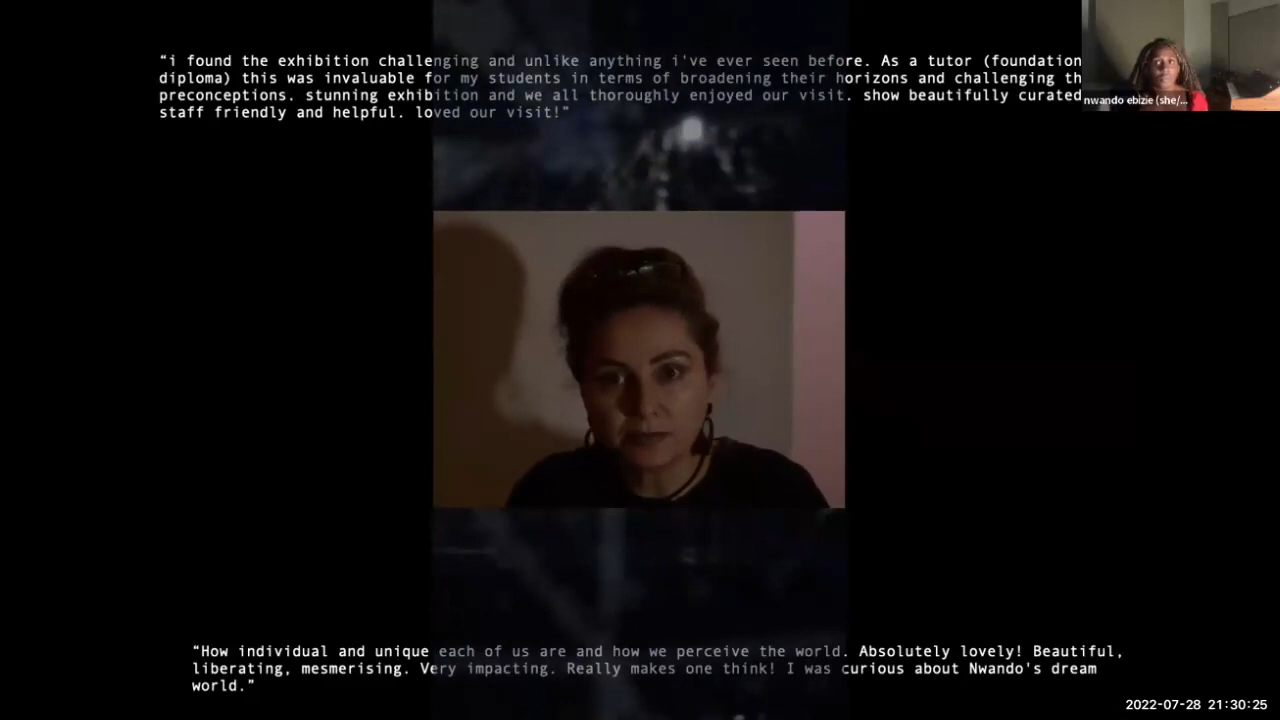 “i found the exhibition challenging and unlike anything i've ever seen before. As a tutor (foundation
diploma) this was invaluable for my students in terms of broadening their horizons and challenging th
preconceptions. stunning exhibition and we all thoroughly enjoyed our visit. show beautifully curated
staff friendly and helpful. loved our visit!”
nwando ebizie (she/...
“How individual and unique each of us are and how we perceive the world. Absolutely lovely! Beautiful,
liberating, mesmerising. Very impacting. Really makes one think! I was curious about Nwando's dream
world.”
2022-07-28 21:30:25